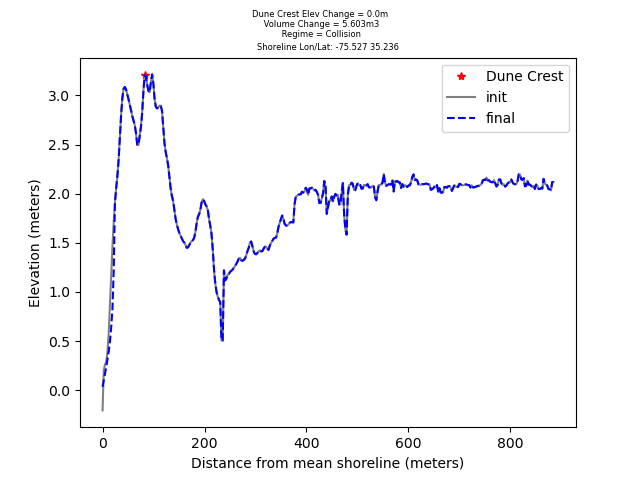 Dune Crest Elev Change = 0.0m
Volume Change = 5.603m3
Regime = Collision
Shoreline Lon/Lat: -75.527 35.236
Dune Crest
init
final
3.0
2.5
2.0
1.5
1.0
0.5
0.0
Elevation (meters)
0
200
400
600
800
Distance from mean shoreline (meters)